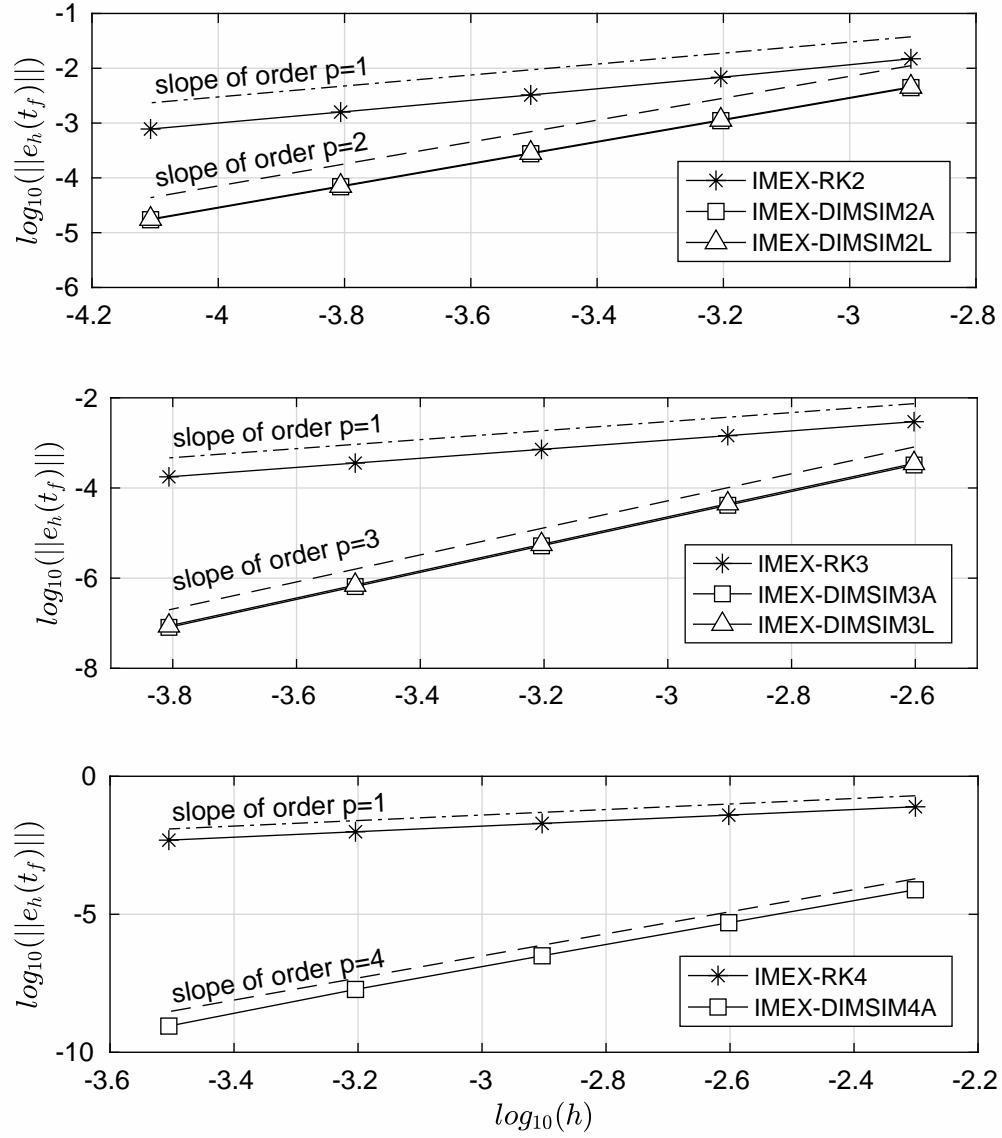 -1
-2
-3
-4
-5
-6
log10(||eh(tf)||)
slope of order p=1
slope of order p=2
IMEX-RK2
IMEX-DIMSIM2A
IMEX-DIMSIM2L
-4.2 -4 -3.8 -3.6 -3.4 -3.2 -3 -2.8
-2
-4
-6
-8
log10(||eh(tf)||)
slope of order p=1
slope of order p=3
IMEX-RK3
IMEX-DIMSIM3A
IMEX-DIMSIM3L
-3.8 -3.6 -3.4 -3.2 -3 -2.8 -2.6
0
-5
-10
log10(||eh(tf)||)
slope of order p=1
slope of order p=4
IMEX-RK4
IMEX-DIMSIM4A
-3.6 -3.4 -3.2 -3 -2.8 -2.6 -2.4 -2.2
log10(h)